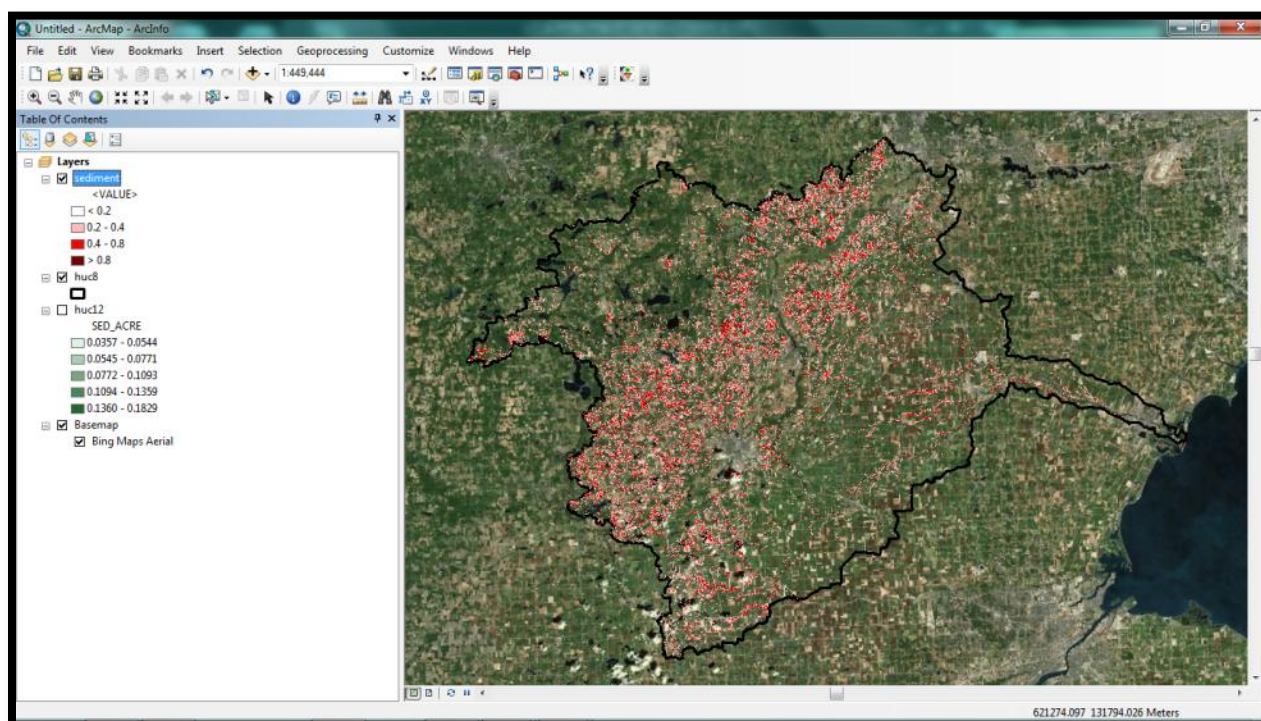 Untitled - ArcMap - ArcInfo
File Edit View Bookmarks Insert Selection Geoprocessing Customize Windows Help
1:449,444
Table Of Contents
Layers
sediment
<VALUE>
< 0.2
0.2 - 0.4
0.4 - 0.8
> 0.8
huc8
huc12
SED_ACRE
0.0357 - 0.0544
0.0545 - 0.0771
0.0772 - 0.1093
0.1094 - 0.1359
0.1360 - 0.1829
Basemap
Bing Maps Aerial
621274.097 131794.026 Meters